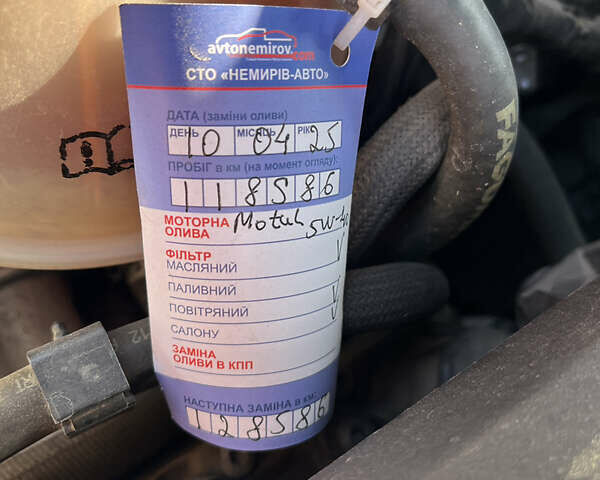 avtonemirov.com
СТО «НЕМИРІВ-АВТО»
ДАТА (заміни оливи)
ДЕНЬ МІСЯЦЬ РІК
10 04 25
ПРОБІГ в км (на момент огляду):
118586
МОТОРНА ОЛИВА Motul 5W-40
ФІЛЬТР
МАСЛЯНИЙ V
ПАЛИВНИЙ
ПОВІТРЯНИЙ V
САЛОНУ V
ЗАМІНА
ОЛИВИ В КПП
НАСТУПНА ЗАМІНА в км:
128586